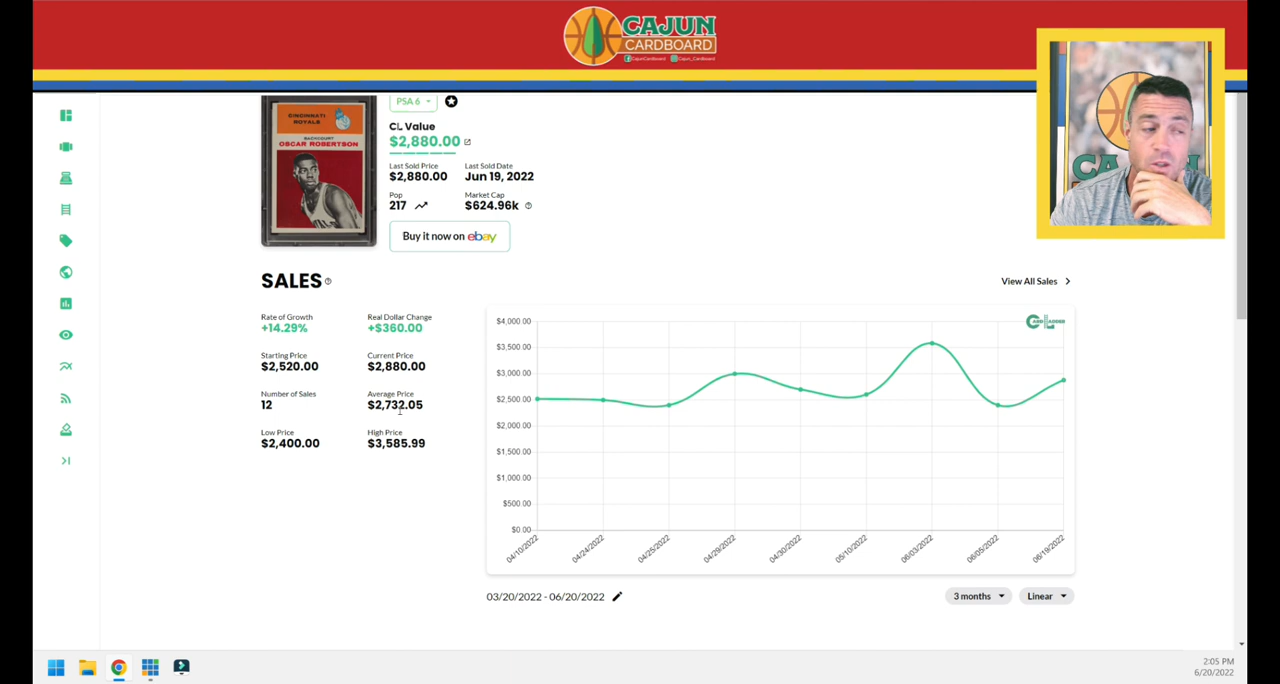 CAJUN
CARDBOARD
CajunCardboard Cajun_Cardboard
CINCINNATI
ROYALS
BACKCOURT
OSCAR ROBERTSON
PSA 6
CL Value
$2,880.00
Last Sold Price Last Sold Date
$2,880.00 Jun 19, 2022
Pop Market Cap
217 $624.96k
Buy it now on ebay
SALES
View All Sales
Rate of Growth Real Dollar Change
+14.29% +$360.00
Starting Price Current Price
$2,520.00 $2,880.00
Number of Sales Average Price
12 $2,732.05
Low Price High Price
$2,400.00 $3,585.99
CARD LADDER
$4,000.00
$3,500.00
$3,000.00
$2,500.00
$2,000.00
$1,500.00
$1,000.00
$500.00
$0.00
04/10/2022 04/24/2022 04/25/2022 04/29/2022 04/30/2022 05/10/2022 06/03/2022 06/05/2022 06/19/2022
03/20/2022 - 06/20/2022
3 months Linear
2:05 PM
6/20/2022